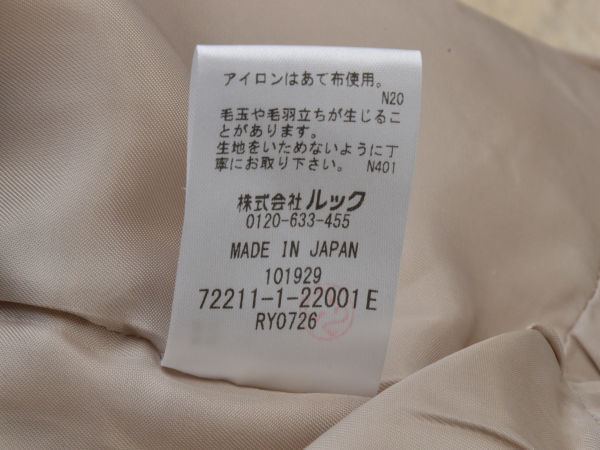 アイロンはあて布使用。
N20
毛玉や毛羽立ちが生じるこ
とがあります。
生地をいためないように丁
寧にお取り下さい。 N401
株式会社ルック
0120-633-455
MADE IN JAPAN
101929
72211-1-22001E
RY0726